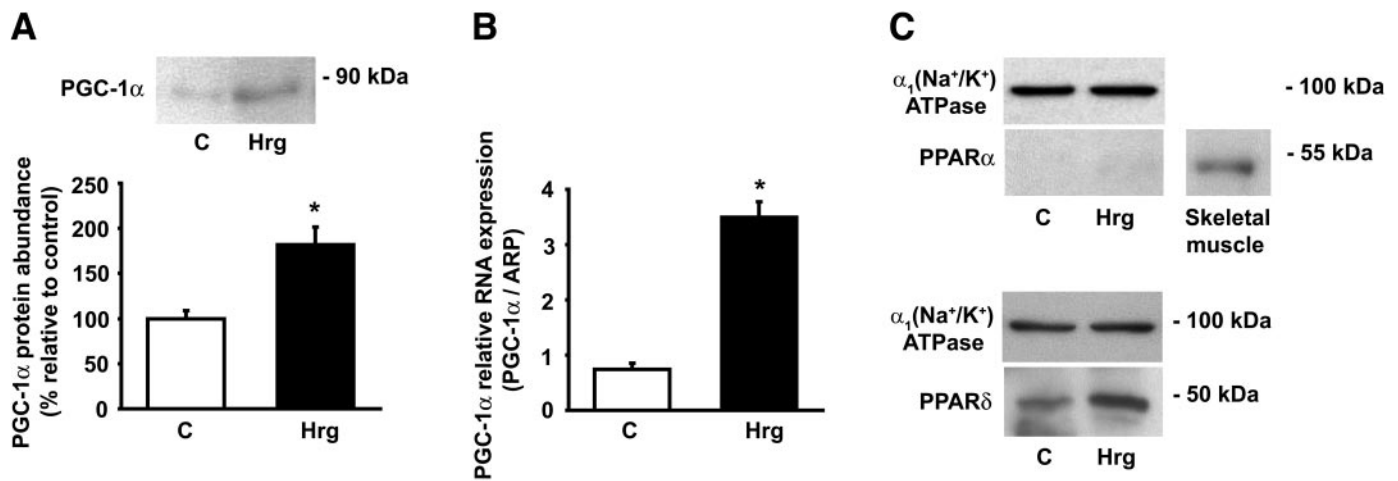 A
PGC-1α
- 90 kDa
C Hrg
PGC-1α protein abundance
(% relative to control)
250
200
150
100
50
0
*
C Hrg
B
PGC-1α relative RNA expression
(PGC-1α / ARP)
4
3
2
1
0
*
C Hrg
C
α₁(Na⁺/K⁺)
ATPase
- 100 kDa
PPARα
- 55 kDa
C Hrg
Skeletal
muscle
α₁(Na⁺/K⁺)
ATPase
- 100 kDa
PPARδ
- 50 kDa
C Hrg